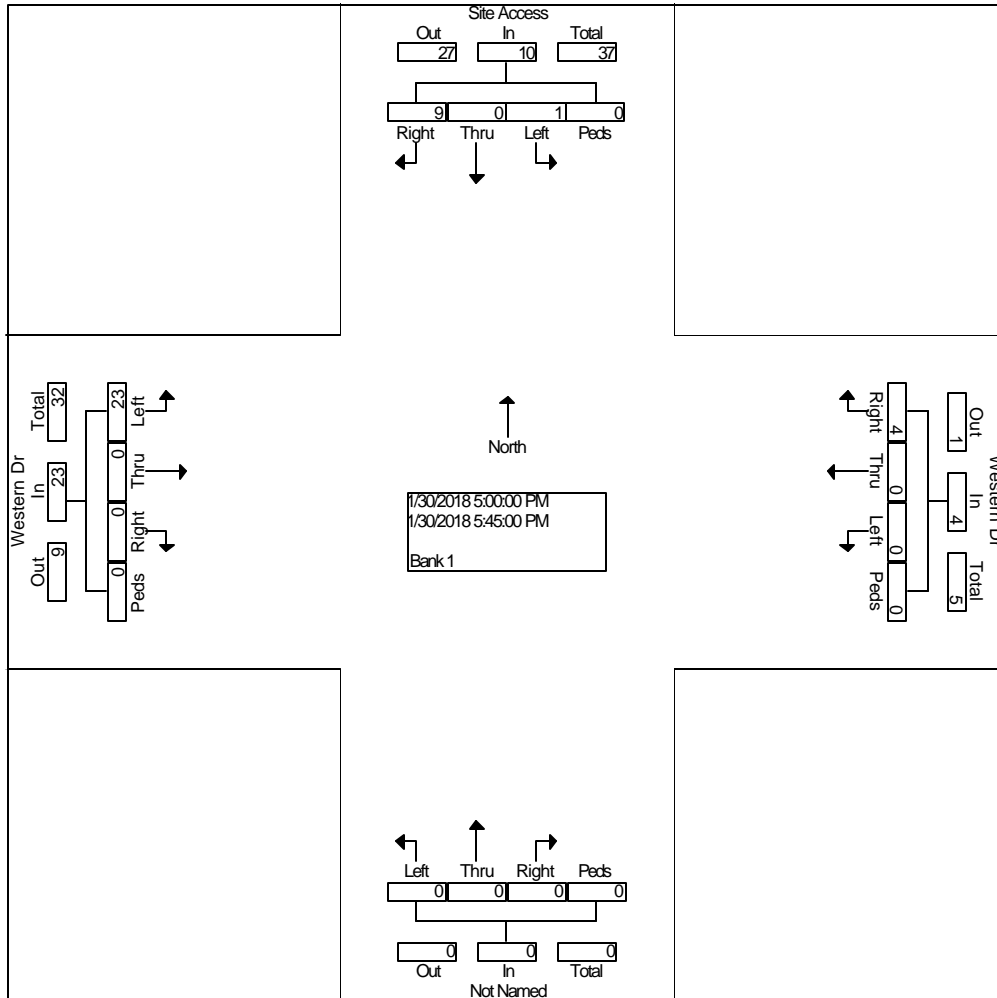 Site Access
Out In Total
27 10 37
9 0 1 0
Right Thru Left Peds
Western Dr
Total In Out
32 23 9
23 0 0 0
Left Thru Right Peds
North
1/30/2018 5:00:00 PM
1/30/2018 5:45:00 PM
Bank 1
Right Thru Left Peds
4 0 0 0
Out In Total
1 4 5
Western Dr
Left Thru Right Peds
0 0 0 0
0 0 0
Out In Total
Not Named